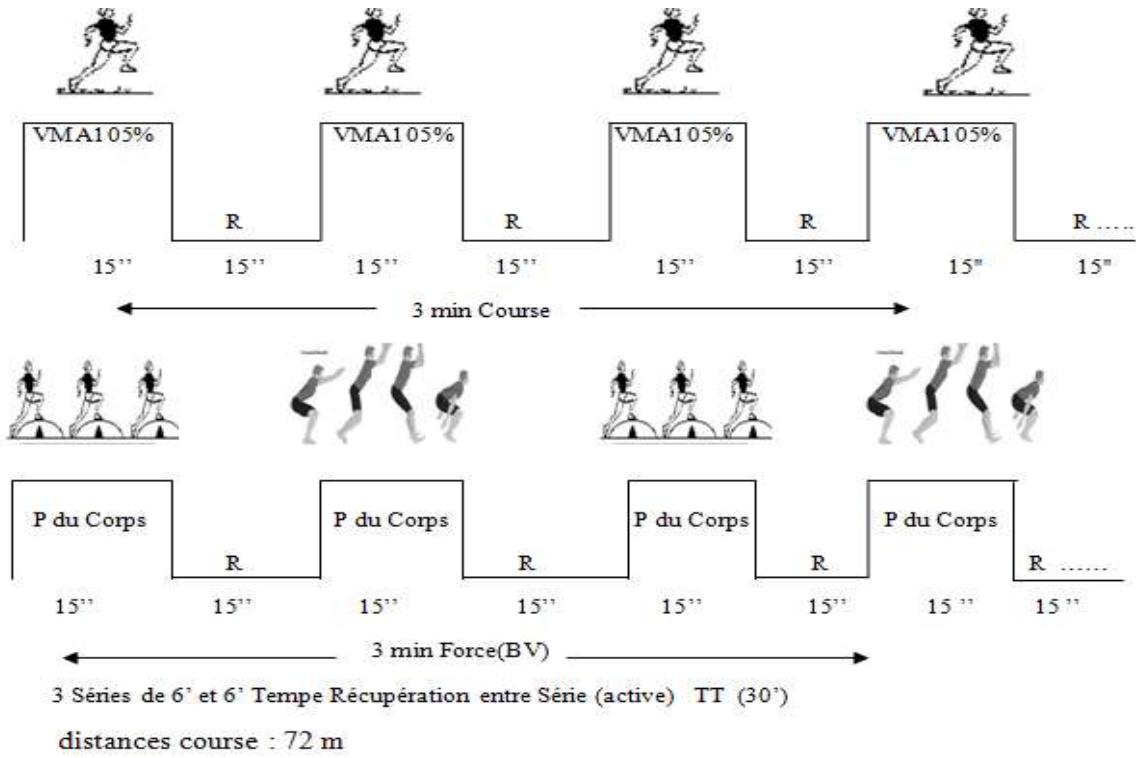 VMA105% VMA105% VMA105% VMA105%
R R R R .....
15’’ 15’’ 15’’ 15’’ 15’’ 15’’ 15" 15"
3 min Course
P du Corps P du Corps P du Corps P du Corps
R R R R ......
15’’ 15’’ 15’’ 15’’ 15’’ 15’’ 15 ’’ 15 ’’
3 min Force(BV)
3 Séries de 6’ et 6’ Tempe Récupération entre Série (active) TT (30’)
distances course : 72 m